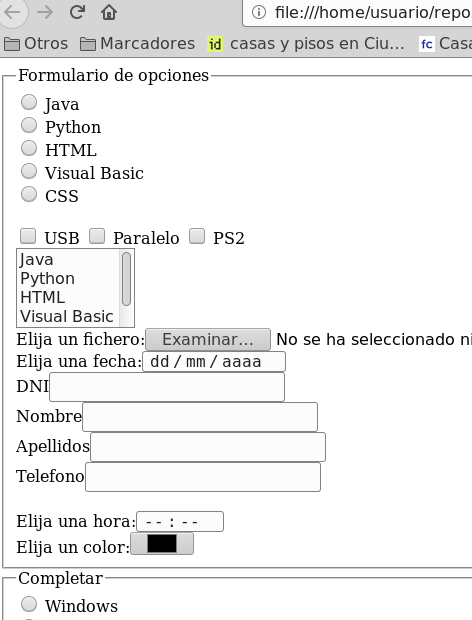 file:///home/usuario/repo
Otros Marcadores id casas y pisos en Ciu... fc Casa
Formulario de opciones
Java
Python
HTML
Visual Basic
CSS
USB Paralelo PS2
Java
Python
HTML
Visual Basic
Elija un fichero: Examinar... No se ha seleccionado ni
Elija una fecha: dd/mm/aaaa
DNI
Nombre
Apellidos
Telefono
Elija una hora: --:--
Elija un color:
Completar
Windows